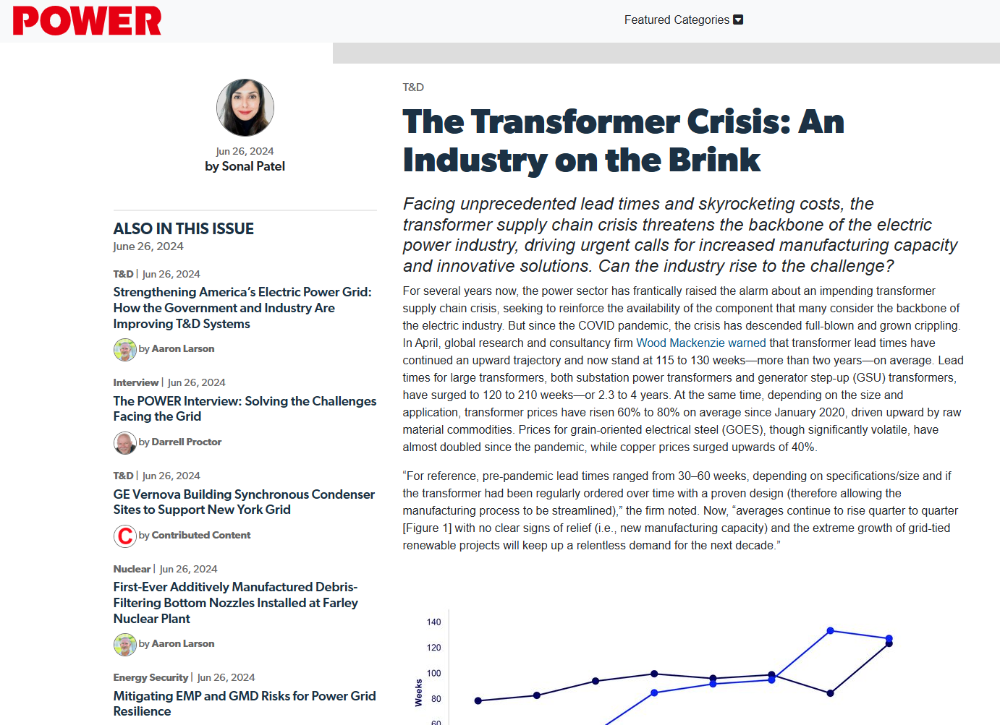 POWER
Featured Categories
Jun 26, 2024
by Sonal Patel
ALSO IN THIS ISSUE
June 26, 2024
T&D | Jun 26, 2024
Strengthening America's Electric Power Grid:
How the Government and Industry Are
Improving T&D Systems
by Aaron Larson
Interview | Jun 26, 2024
The POWER Interview: Solving the Challenges
Facing the Grid
by Darrell Proctor
T&D | Jun 26, 2024
GE Vernova Building Synchronous Condenser
Sites to Support New York Grid
C by Contributed Content
Nuclear | Jun 26, 2024
First-Ever Additively Manufactured Debris-
Filtering Bottom Nozzles Installed at Farley
Nuclear Plant
by Aaron Larson
Energy Security | Jun 26, 2024
Mitigating EMP and GMD Risks for Power Grid
Resilience
T&D
The Transformer Crisis: An
Industry on the Brink
Facing unprecedented lead times and skyrocketing costs, the
transformer supply chain crisis threatens the backbone of the electric
power industry, driving urgent calls for increased manufacturing capacity
and innovative solutions. Can the industry rise to the challenge?
For several years now, the power sector has frantically raised the alarm about an impending transformer
supply chain crisis, seeking to reinforce the availability of the component that many consider the backbone of
the electric industry. But since the COVID pandemic, the crisis has descended full-blown and grown crippling.
In April, global research and consultancy firm Wood Mackenzie warned that transformer lead times have
continued an upward trajectory and now stand at 115 to 130 weeks—more than two years—on average. Lead
times for large transformers, both substation power transformers and generator step-up (GSU) transformers,
have surged to 120 to 210 weeks—or 2.3 to 4 years. At the same time, depending on the size and
application, transformer prices have risen 60% to 80% on average since January 2020, driven upward by raw
material commodities. Prices for grain-oriented electrical steel (GOES), though significantly volatile, have
almost doubled since the pandemic, while copper prices surged upwards of 40%.
“For reference, pre-pandemic lead times ranged from 30–60 weeks, depending on specifications/size and if
the transformer had been regularly ordered over time with a proven design (therefore allowing the
manufacturing process to be streamlined),” the firm noted. Now, “averages continue to rise quarter to quarter
[Figure 1] with no clear signs of relief (i.e., new manufacturing capacity) and the extreme growth of grid-tied
renewable projects will keep up a relentless demand for the next decade.”
Weeks
140
120
100
80
60